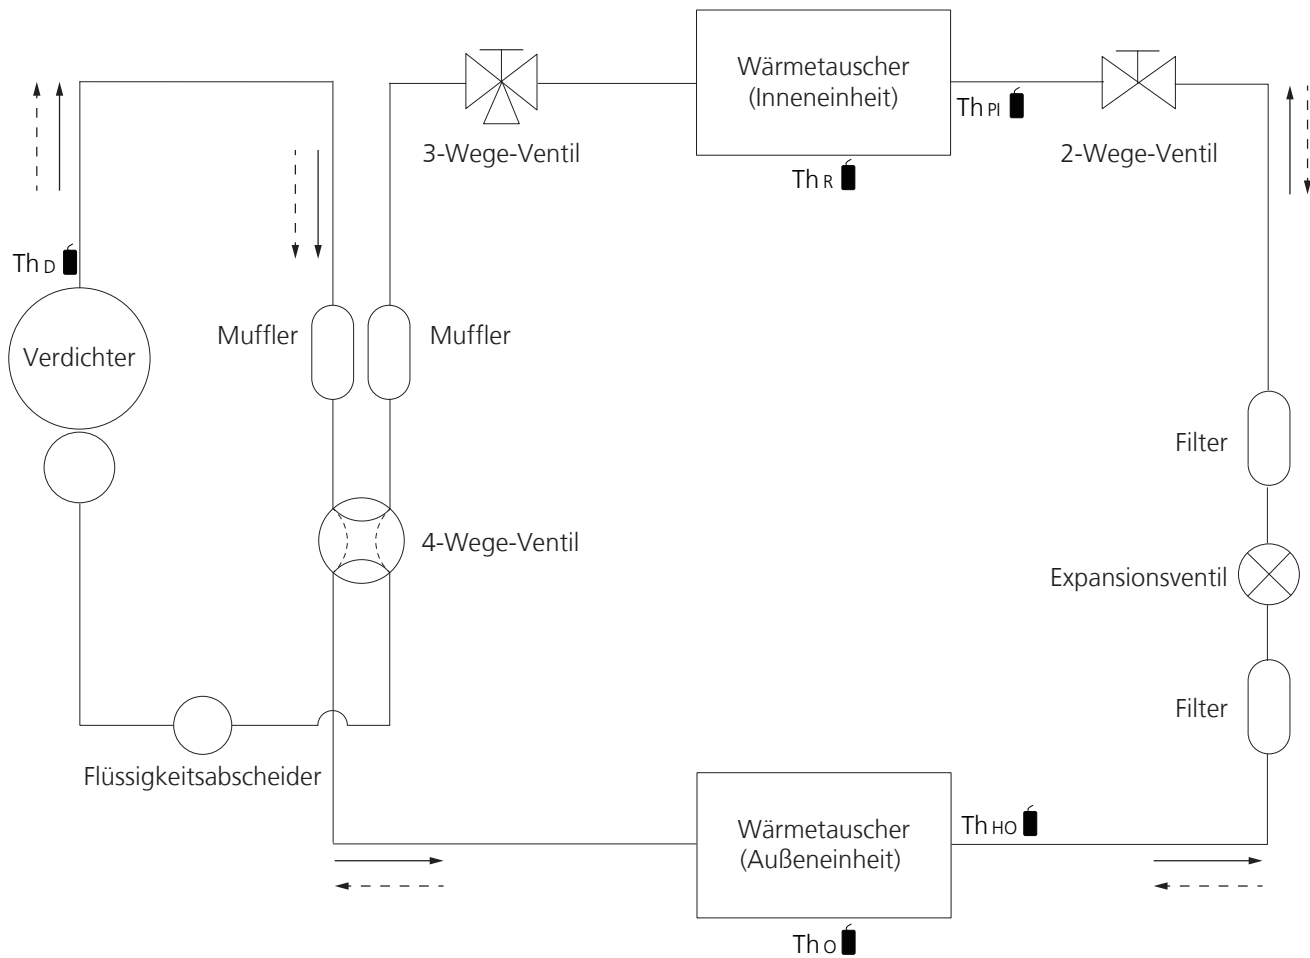 Wärmetauscher
(Inneneinheit)
Th PI
3-Wege-Ventil
2-Wege-Ventil
Th R
Th D
Verdichter
Muffler
Muffler
Filter
4-Wege-Ventil
Expansionsventil
Filter
Flüssigkeitsabscheider
Wärmetauscher
(Außeneinheit)
Th HO
Th O